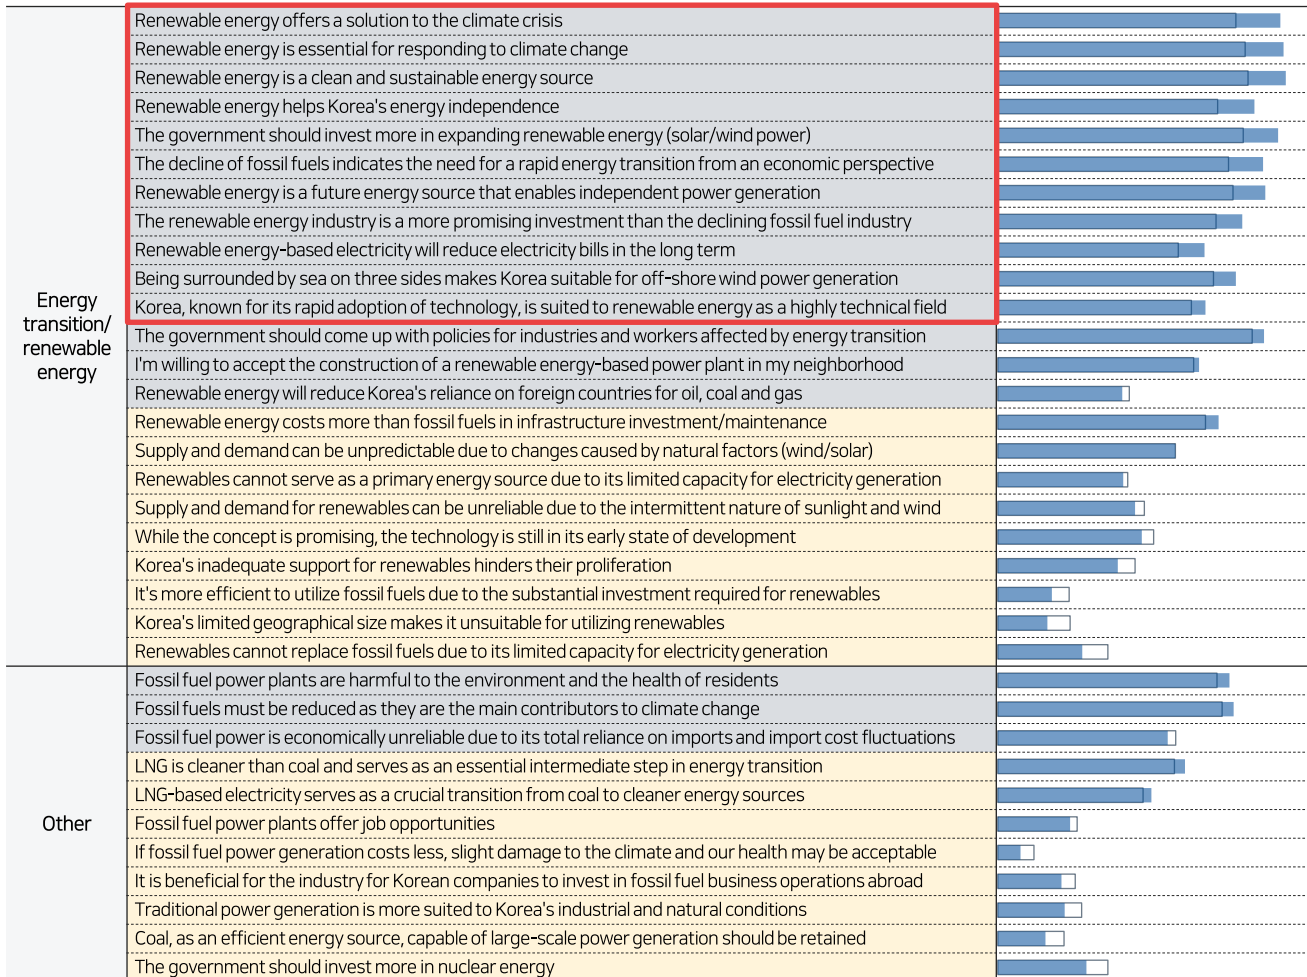 Energy
transition/
renewable
energy
Renewable energy offers a solution to the climate crisis
Renewable energy is essential for responding to climate change
Renewable energy is a clean and sustainable energy source
Renewable energy helps Korea's energy independence
The government should invest more in expanding renewable energy (solar/wind power)
The decline of fossil fuels indicates the need for a rapid energy transition from an economic perspective
Renewable energy is a future energy source that enables independent power generation
The renewable energy industry is a more promising investment than the declining fossil fuel industry
Renewable energy-based electricity will reduce electricity bills in the long term
Being surrounded by sea on three sides makes Korea suitable for off-shore wind power generation
Korea, known for its rapid adoption of technology, is suited to renewable energy as a highly technical field
The government should come up with policies for industries and workers affected by energy transition
I'm willing to accept the construction of a renewable energy-based power plant in my neighborhood
Renewable energy will reduce Korea's reliance on foreign countries for oil, coal and gas
Renewable energy costs more than fossil fuels in infrastructure investment/maintenance
Supply and demand can be unpredictable due to changes caused by natural factors (wind/solar)
Renewables cannot serve as a primary energy source due to its limited capacity for electricity generation
Supply and demand for renewables can be unreliable due to the intermittent nature of sunlight and wind
While the concept is promising, the technology is still in its early state of development
Korea's inadequate support for renewables hinders their proliferation
It's more efficient to utilize fossil fuels due to the substantial investment required for renewables
Korea's limited geographical size makes it unsuitable for utilizing renewables
Renewables cannot replace fossil fuels due to its limited capacity for electricity generation
Other
Fossil fuel power plants are harmful to the environment and the health of residents
Fossil fuels must be reduced as they are the main contributors to climate change
Fossil fuel power is economically unreliable due to its total reliance on imports and import cost fluctuations
LNG is cleaner than coal and serves as an essential intermediate step in energy transition
LNG-based electricity serves as a crucial transition from coal to cleaner energy sources
Fossil fuel power plants offer job opportunities
If fossil fuel power generation costs less, slight damage to the climate and our health may be acceptable
It is beneficial for the industry for Korean companies to invest in fossil fuel business operations abroad
Traditional power generation is more suited to Korea's industrial and natural conditions
Coal, as an efficient energy source, capable of large-scale power generation should be retained
The government should invest more in nuclear energy